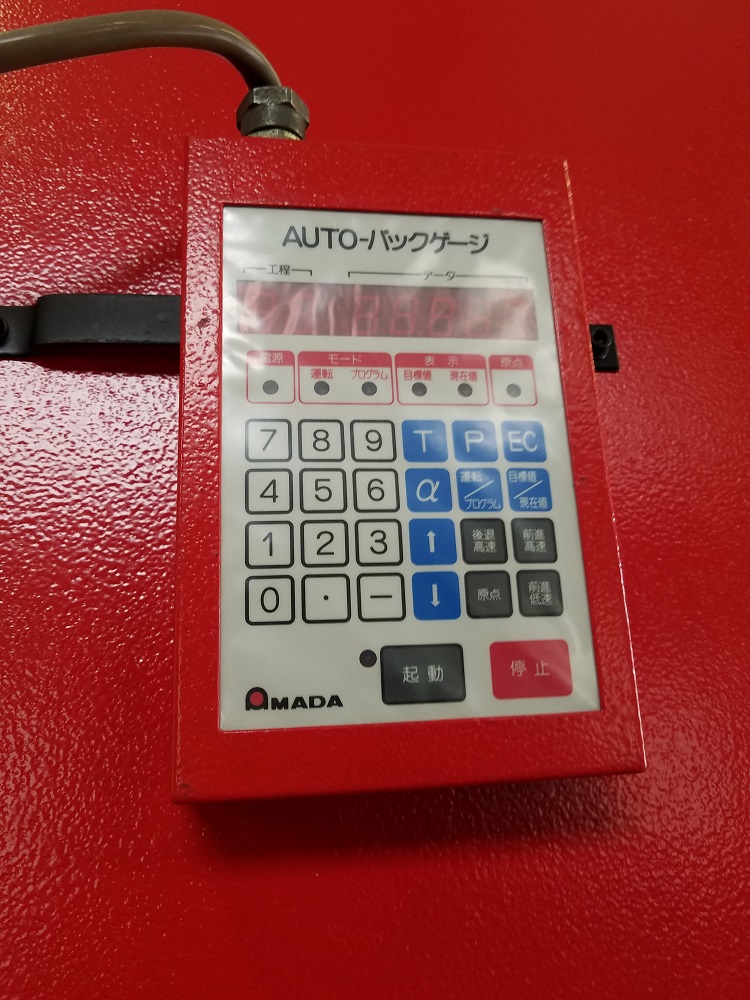 AUTO-バックゲージ
工程 データ
電源 モード 表示 原点
運転 プログラム 目標値 現在値
7 8 9 T P EC
4 5 6 α 運転/プログラム 目標値/現在値
1 2 3 ↑ 後退高速 前進高速
0 · − ↓ 原点 前進低速
起動 停止
AMADA